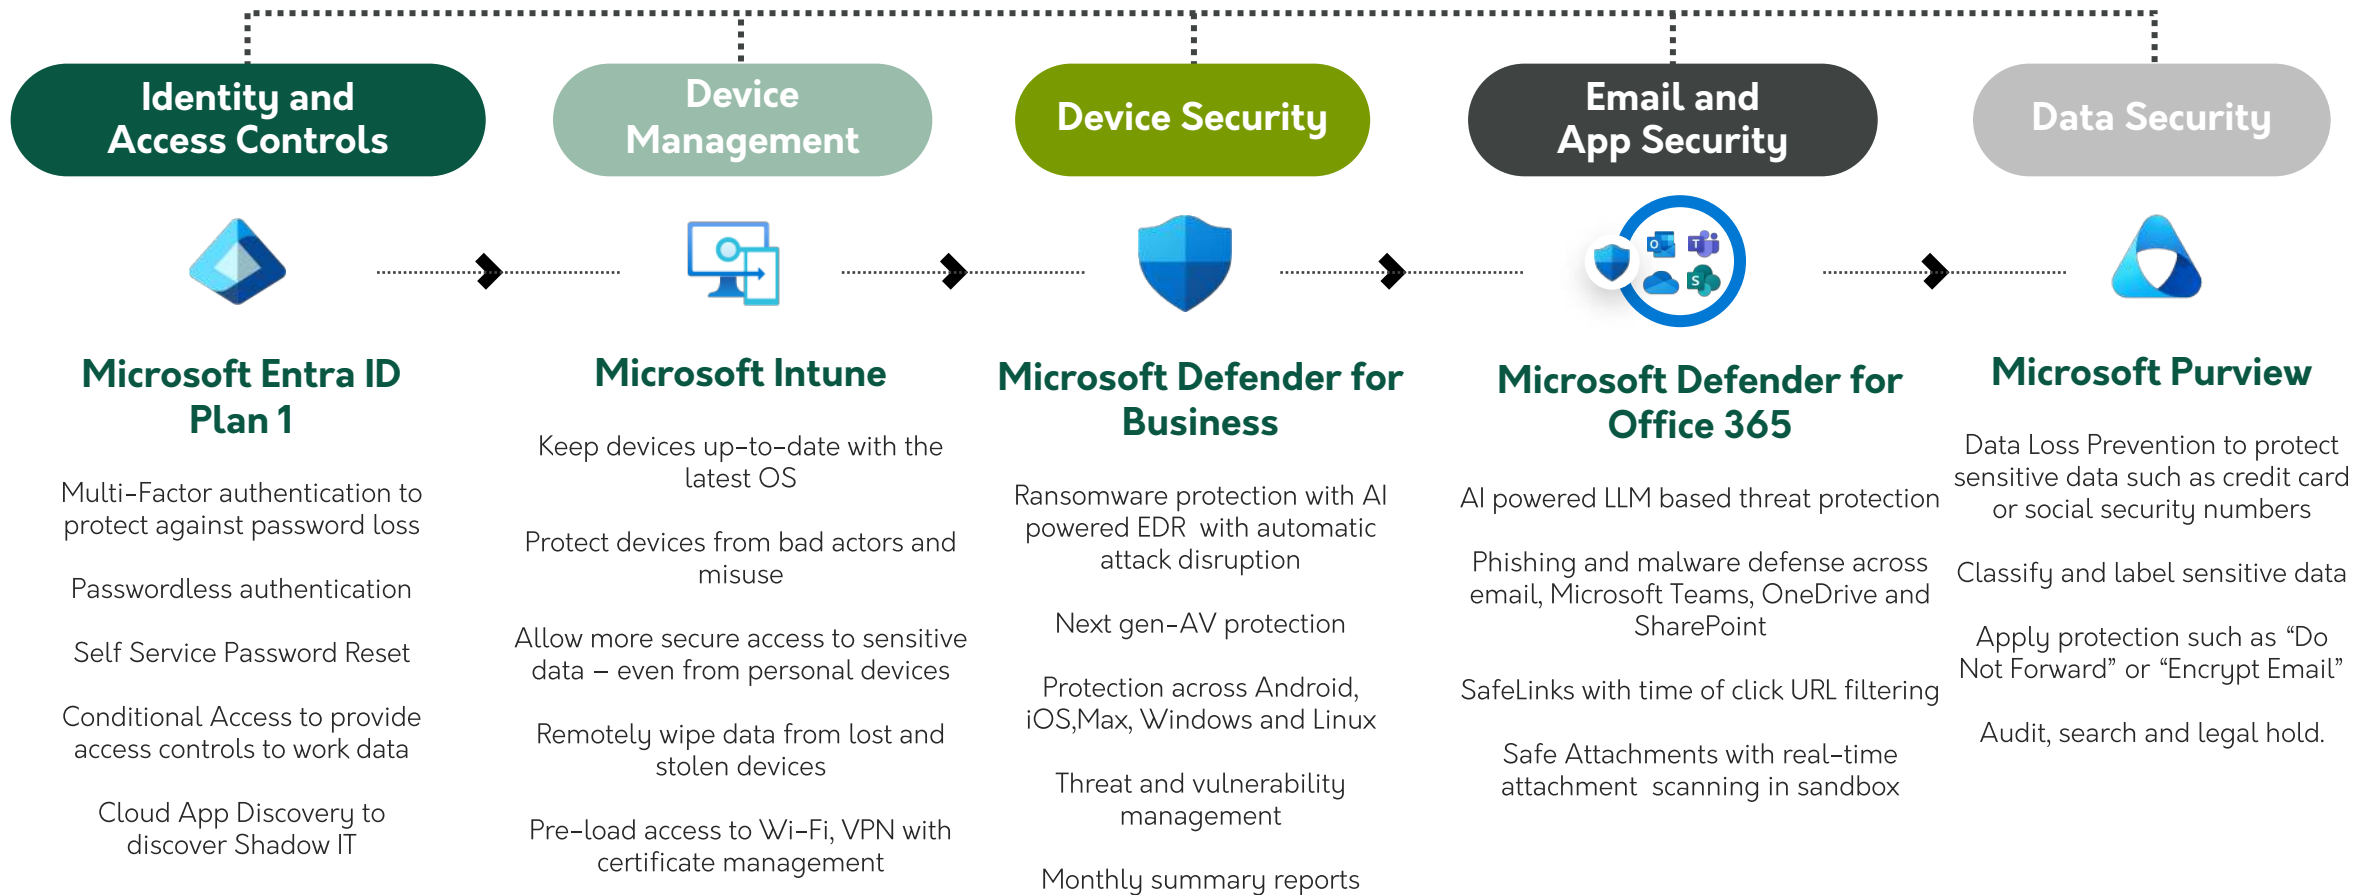 Identity and
Access Controls
Device
Management
Device Security
Email and
App Security
Data Security
Microsoft Entra ID
Plan 1
Multi-Factor authentication to
protect against password loss
Passwordless authentication
Self Service Password Reset
Conditional Access to provide
access controls to work data
Cloud App Discovery to
discover Shadow IT
Microsoft Intune
Keep devices up-to-date with the
latest OS
Protect devices from bad actors and
misuse
Allow more secure access to sensitive
data – even from personal devices
Remotely wipe data from lost and
stolen devices
Pre-load access to Wi-Fi, VPN with
certificate management
Microsoft Defender for
Business
Ransomware protection with AI
powered EDR  with automatic
attack disruption
Next gen-AV protection
Protection across Android,
iOS,Max, Windows and Linux
Threat and vulnerability
management
Monthly summary reports
O
T
S
Microsoft Defender for
Office 365
AI powered LLM based threat protection
Phishing and malware defense across
email, Microsoft Teams, OneDrive and
SharePoint
SafeLinks with time of click URL filtering
Safe Attachments with real-time
attachment  scanning in sandbox
Microsoft Purview
Data Loss Prevention to protect
sensitive data such as credit card
or social security numbers
Classify and label sensitive data
Apply protection such as “Do
Not Forward” or “Encrypt Email”
Audit, search and legal hold.